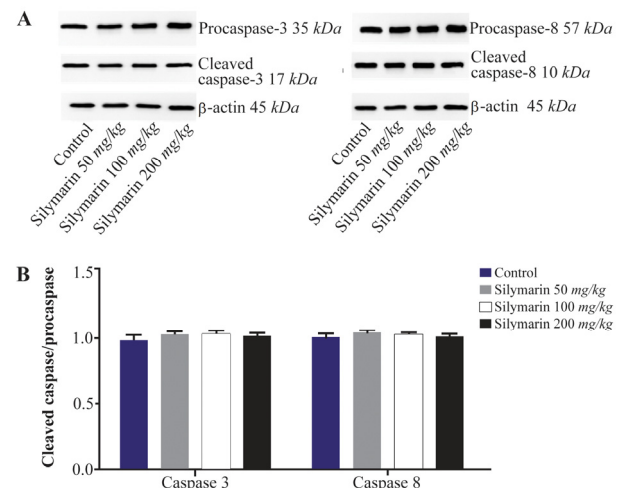 A
Procaspase-3 35 kDa
Cleaved
caspase-3 17 kDa
β-actin 45 kDa
Control
Silymarin 50 mg/kg
Silymarin 100 mg/kg
Silymarin 200 mg/kg
Procaspase-8 57 kDa
Cleaved
caspase-8 10 kDa
β-actin 45 kDa
Control
Silymarin 50 mg/kg
Silymarin 100 mg/kg
Silymarin 200 mg/kg
B
Cleaved caspase/procaspase
1.5
1.0
0.5
0.0
Caspase 3
Caspase 8
Control
Silymarin 50 mg/kg
Silymarin 100 mg/kg
Silymarin 200 mg/kg